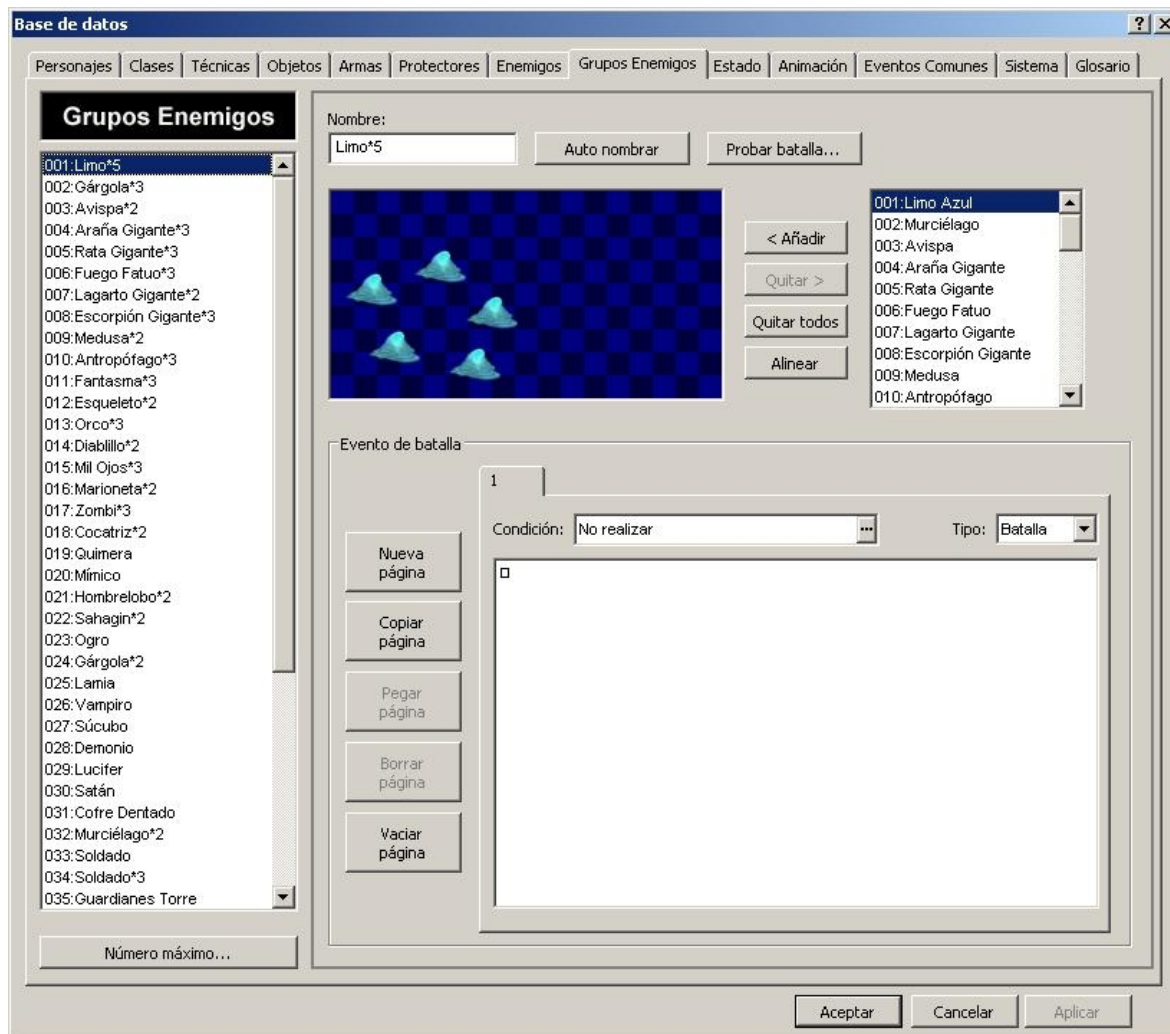 Base de datos
Personajes Clases Técnicas Objetos Armas Protectores Enemigos Grupos Enemigos Estado Animación Eventos Comunes Sistema Glosario
Grupos Enemigos
001:Limo*5
002:Gárgola*3
003:Avispa*2
004:Araña Gigante*3
005:Rata Gigante*3
006:Fuego Fatuo*3
007:Lagarto Gigante*2
008:Escorpión Gigante*3
009:Medusa*2
010:Antropófago*3
011:Fantasma*3
012:Esqueleto*2
013:Orco*3
014:Diablillo*2
015:Mil Ojos*3
016:Marioneta*2
017:Zombi*3
018:Cocatriz*2
019:Quimera
020:Mímico
021:Hombrelobo*2
022:Sahagin*2
023:Ogro
024:Gárgola*2
025:Lamia
026:Vampiro
027:Súcubo
028:Demonio
029:Lucifer
030:Satán
031:Cofre Dentado
032:Murciélago*2
033:Soldado
034:Soldado*3
035:Guardianes Torre
Número máximo...
Nombre:
Limo*5
Auto nombrar
Probar batalla...
< Añadir
Quitar >
Quitar todos
Alinear
001:Limo Azul
002:Murciélago
003:Avispa
004:Araña Gigante
005:Rata Gigante
006:Fuego Fatuo
007:Lagarto Gigante
008:Escorpión Gigante
009:Medusa
010:Antropófago
Evento de batalla
1
Condición: No realizar ... Tipo: Batalla
Nueva
página
Copiar
página
Pegar
página
Borrar
página
Vaciar
página
Aceptar Cancelar Aplicar